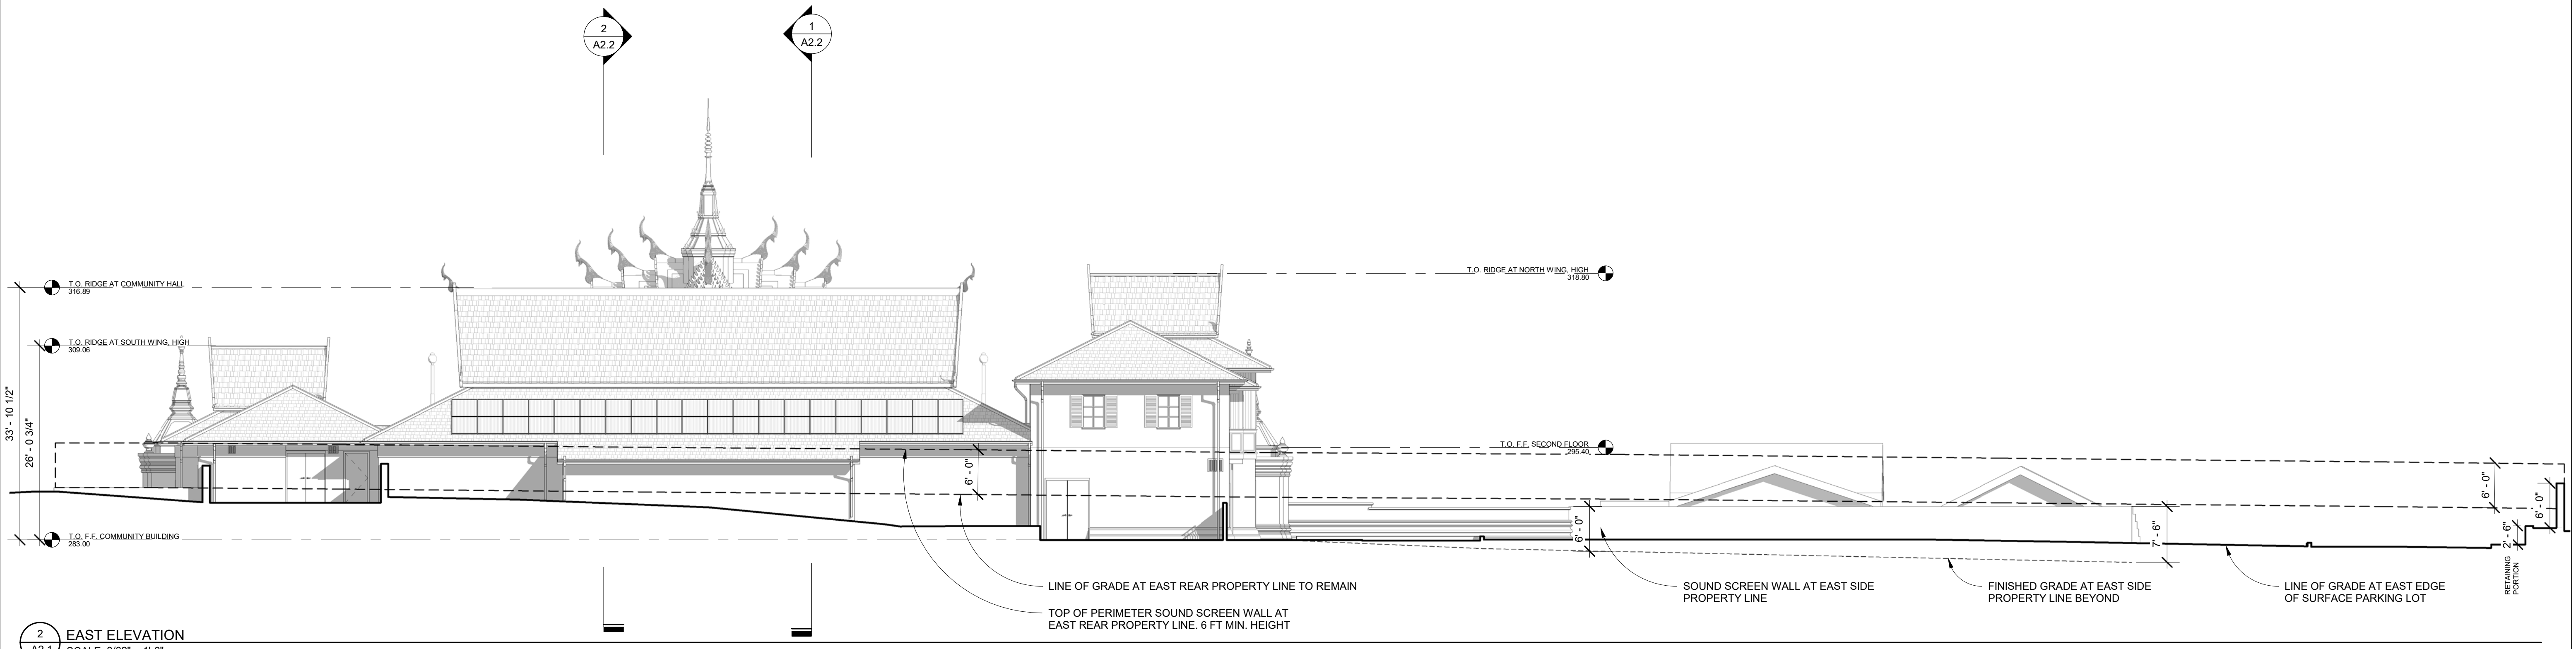 2
A2.2
1
A2.2
T.O. RIDGE AT COMMUNITY HALL
316.89
T.O. RIDGE AT NORTH WING, HIGH
318.80
T.O. RIDGE AT SOUTH WING, HIGH
309.06
33' - 10 1/2"
26' - 0 3/4"
T.O. F.F. SECOND FLOOR
295.40
6' - 0"
6' - 0"
6' - 0"
6' - 0"
7' - 6"
2' - 6"
RETAINING
PORTION
T.O. F.F. COMMUNITY BUILDING
283.00
LINE OF GRADE AT EAST REAR PROPERTY LINE TO REMAIN
TOP OF PERIMETER SOUND SCREEN WALL AT
EAST REAR PROPERTY LINE. 6 FT MIN. HEIGHT
SOUND SCREEN WALL AT EAST SIDE
PROPERTY LINE
FINISHED GRADE AT EAST SIDE
PROPERTY LINE BEYOND
LINE OF GRADE AT EAST EDGE
OF SURFACE PARKING LOT
2
A2.1
EAST ELEVATION